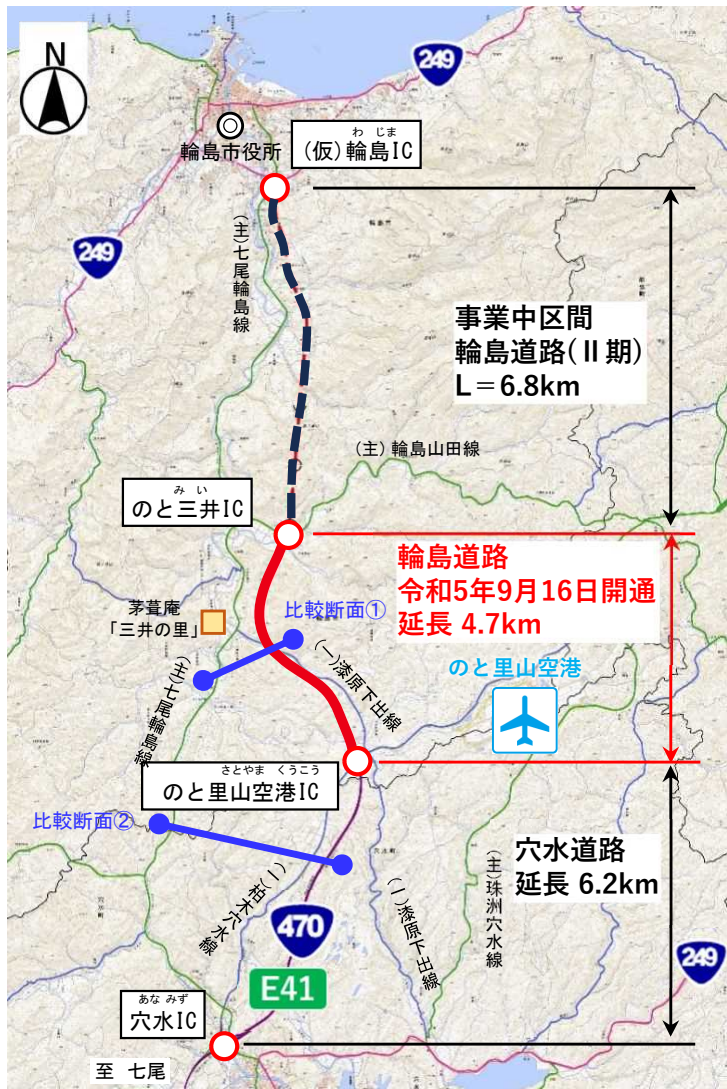 N
249
わ じま
(仮)輪島IC
輪島市役所
249
(主)七尾輪島線
事業中区間
輪島道路(Ⅱ期)
L=6.8km
(主)輪島山田線
み い
のと三井IC
輪島道路
令和5年9月16日開通
延長 4.7km
茅葺庵
「三井の里」
比較断面①
(一)漆原下出線
のと里山空港
(主)七尾輪島線
さとやま くうこう
のと里山空港IC
比較断面②
穴水道路
延長 6.2km
(一)柏木穴水線
(一)漆原下出線
(主)珠洲穴水線
470
E41
249
あな みず
穴水IC
至 七尾